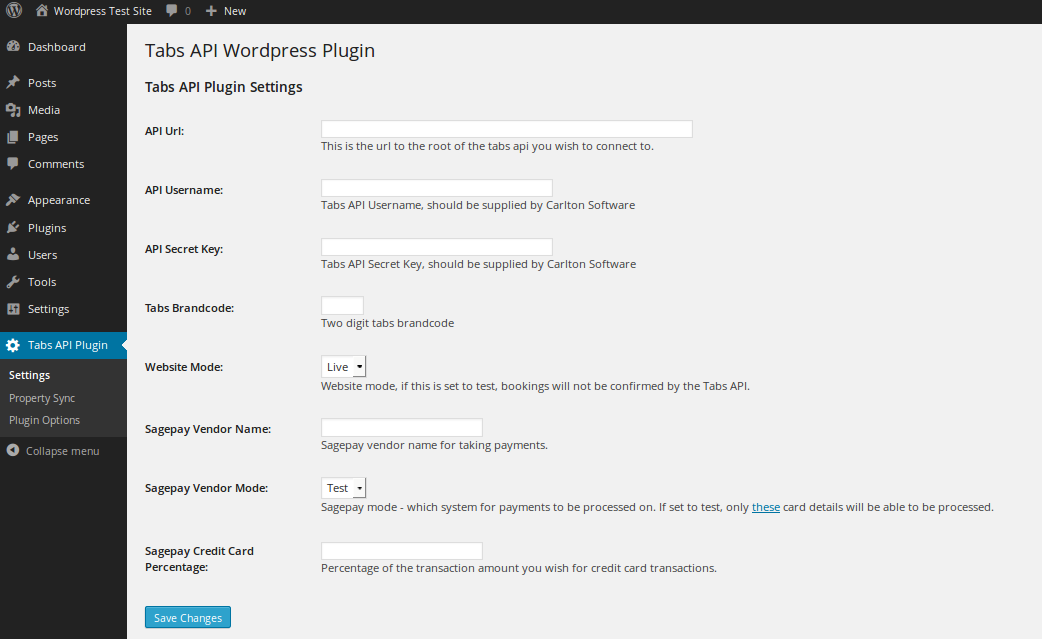 Wordpress Test Site 0 New
Dashboard
Posts
Media
Pages
Comments
Appearance
Plugins
Users
Tools
Settings
Tabs API Plugin
Settings
Property Sync
Plugin Options
Collapse menu
Tabs API Wordpress Plugin
Tabs API Plugin Settings
API Url:
This is the url to the root of the tabs api you wish to connect to.
API Username:
Tabs API Username, should be supplied by Carlton Software
API Secret Key:
Tabs API Secret Key, should be supplied by Carlton Software
Tabs Brandcode:
Two digit tabs brandcode
Website Mode:
Live
Website mode, if this is set to test, bookings will not be confirmed by the Tabs API.
Sagepay Vendor Name:
Sagepay vendor name for taking payments.
Sagepay Vendor Mode:
Test
Sagepay mode - which system for payments to be processed on. If set to test, only these card details will be able to be processed.
Sagepay Credit Card
Percentage:
Percentage of the transaction amount you wish for credit card transactions.
Save Changes